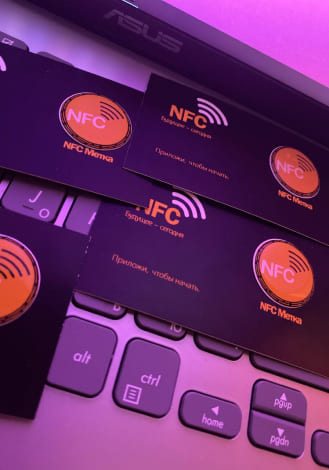 ASUS
NFC
Будущее – сегодня
Приложи, чтобы начать.
NFC
NFC Метка
NFC
NFC Метка
NFC
Будущее – сегодня
Приложи, чтобы начать.
NFC
NFC Метка
J
О
alt
ctrl
home
pgup
pgdn